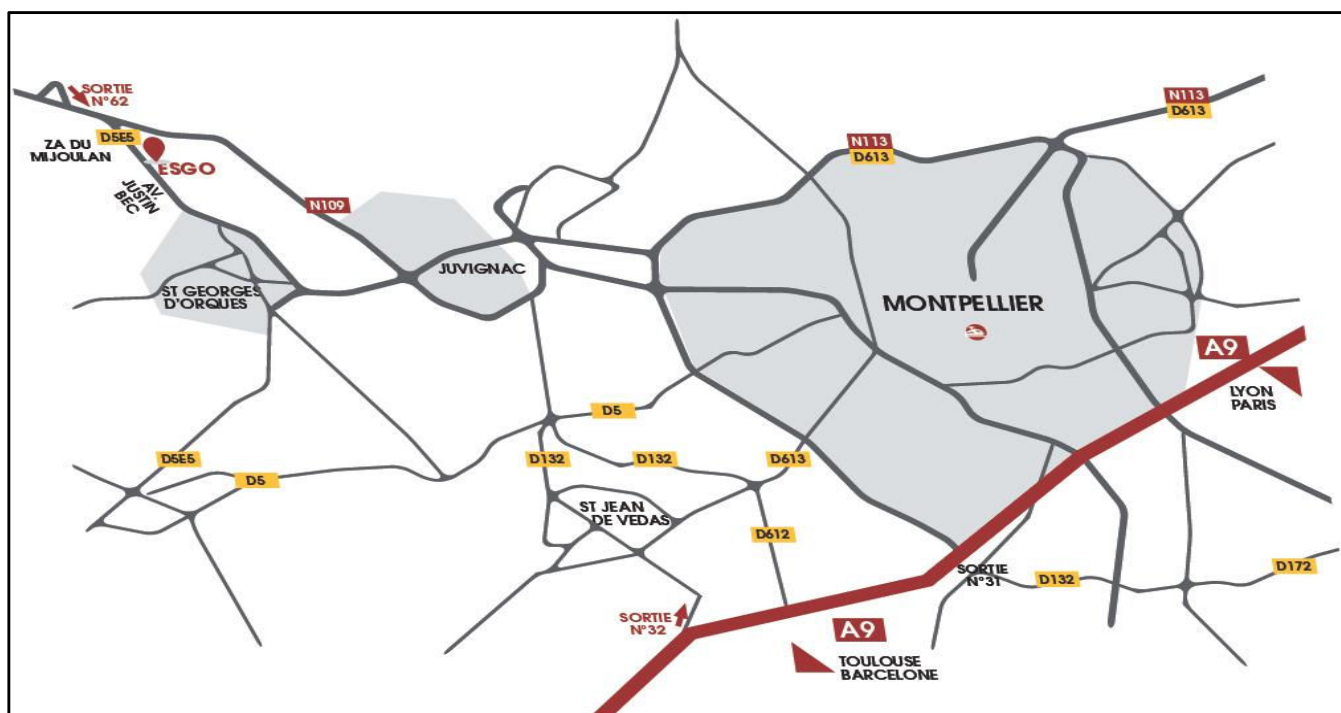 SORTIE
N°62
N113
D613
D5E5
ZA DU
MIJOULAN
ESGO
N113
D613
AV.
JUSTIN
BEC
N109
JUVIGNAC
ST GEORGES
D'ORQUES
MONTPELLIER
A9
LYON
PARIS
D5
D5E5
D132
D132
D613
D5
ST JEAN
DE VEDAS
D612
SORTIE
N°31
D132
D172
SORTIE
N°32
A9
TOULOUSE
BARCELONE